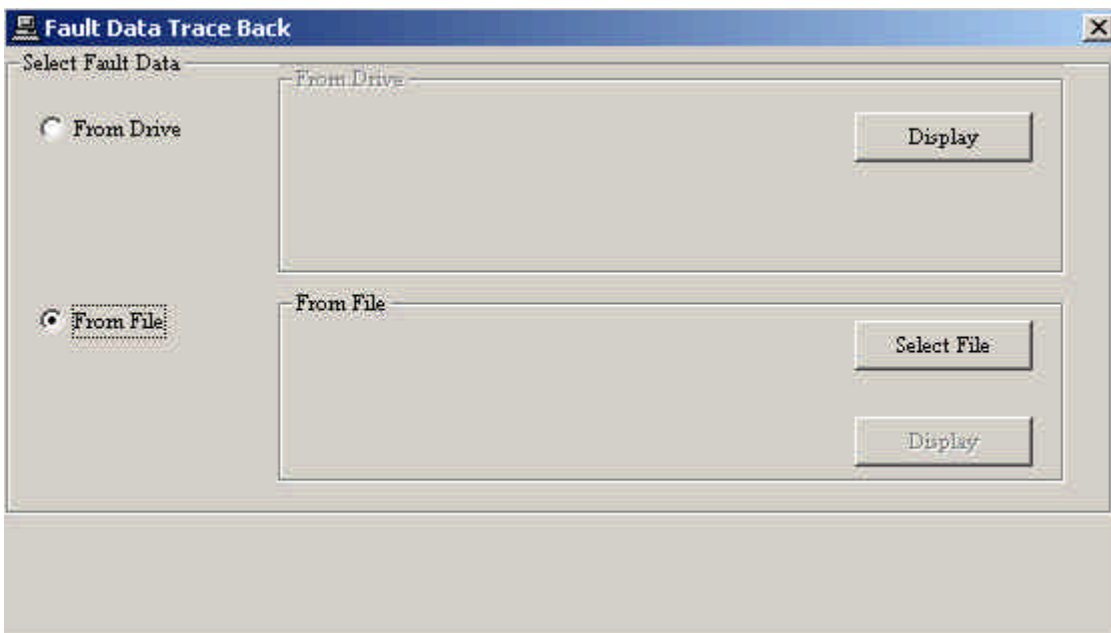 Fault Data Trace Back
Select Fault Data
From Drive
From Drive
Display
From File
From File
Select File
Display